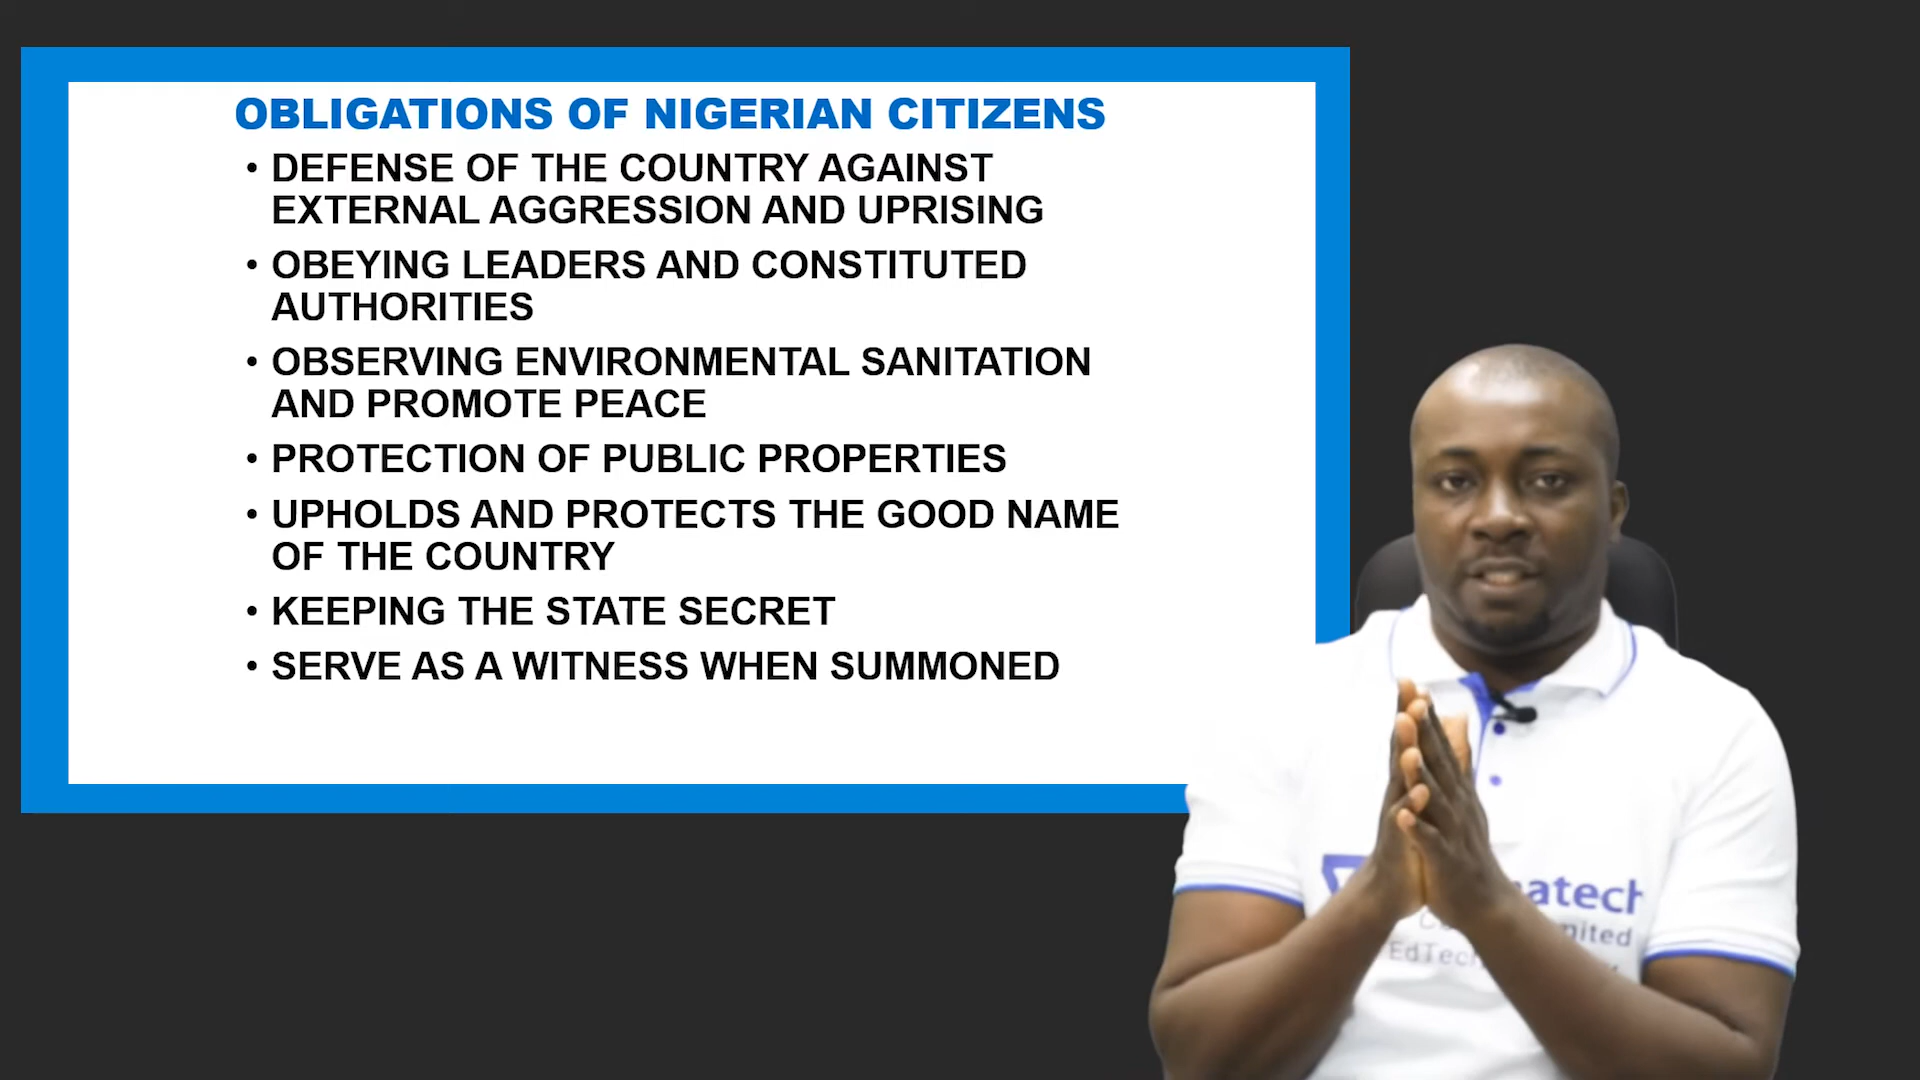 OBLIGATIONS OF NIGERIAN CITIZENS
• DEFENSE OF THE COUNTRY AGAINST
EXTERNAL AGGRESSION AND UPRISING
• OBEYING LEADERS AND CONSTITUTED
AUTHORITIES
• OBSERVING ENVIRONMENTAL SANITATION
AND PROMOTE PEACE
• PROTECTION OF PUBLIC PROPERTIES
• UPHOLDS AND PROTECTS THE GOOD NAME
OF THE COUNTRY
• KEEPING THE STATE SECRET
• SERVE AS A WITNESS WHEN SUMMONED